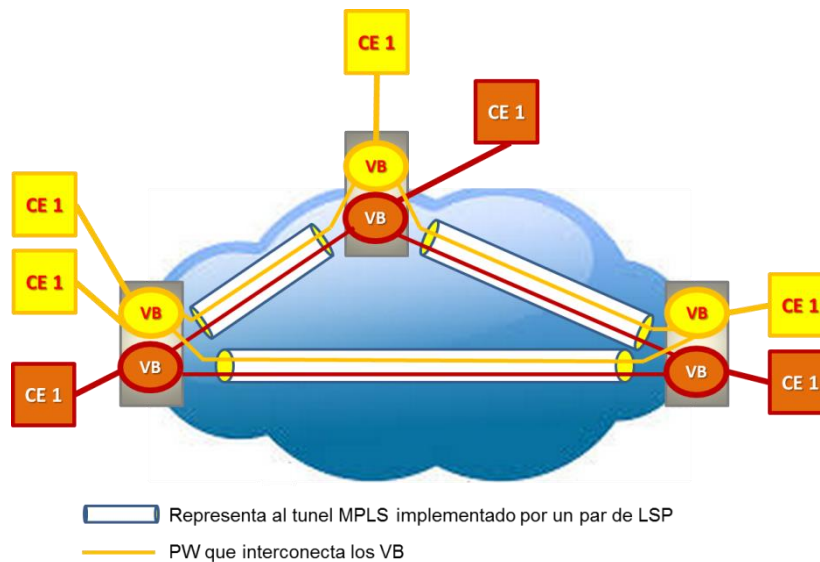 CE 1
CE 1
VB
CE 1
VB
CE 1
VB
VB
CE 1
VB
VB
CE 1
CE 1
Representa al tunel MPLS implementado por un par de LSP
PW que interconecta los VB